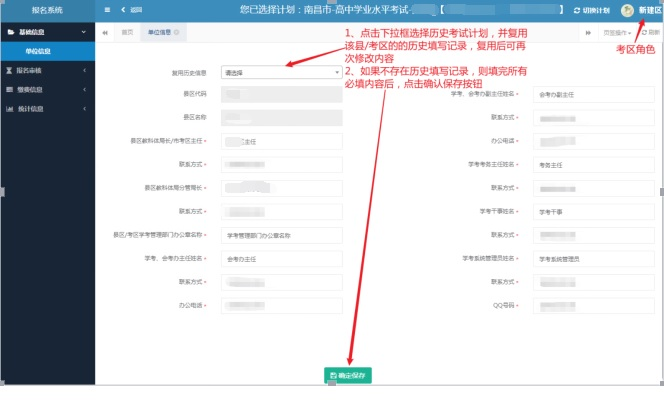 报名系统
您已选择计划：南昌市-高中学业水平考试-
【
】
切换计划
新建区
基础信息
单位信息
报名审核
缴费信息
统计信息
首页
单位信息
页签操作
刷新
1、点击下拉框选择历史考试计划，并复用
该县/考区的的历史填写记录，复用后可再
次修改内容
2、如果不存在历史填写记录，则填完所有
必填内容后，点击确认保存按钮
考区角色
复用历史信息
请选择
县区代码
学考、会考办副主任姓名 *
会考办副主任
县区名称
联系方式 *
县区教科体局长/市考区主任 *
主任
办公电话 *
联系方式 *
学考考务主任姓名 *
考务主任
县区教科体局分管局长 *
联系方式 *
联系方式 *
学考干事姓名 *
学考干事
县区/考区学考管理部门办公室名称 *
学考管理部门办公室名称
联系方式 *
学考、会考办主任姓名 *
会考办主任
学考系统管理员姓名 *
学考系统管理员
联系方式 *
联系方式 *
办公电话 *
QQ号码 *
确定保存